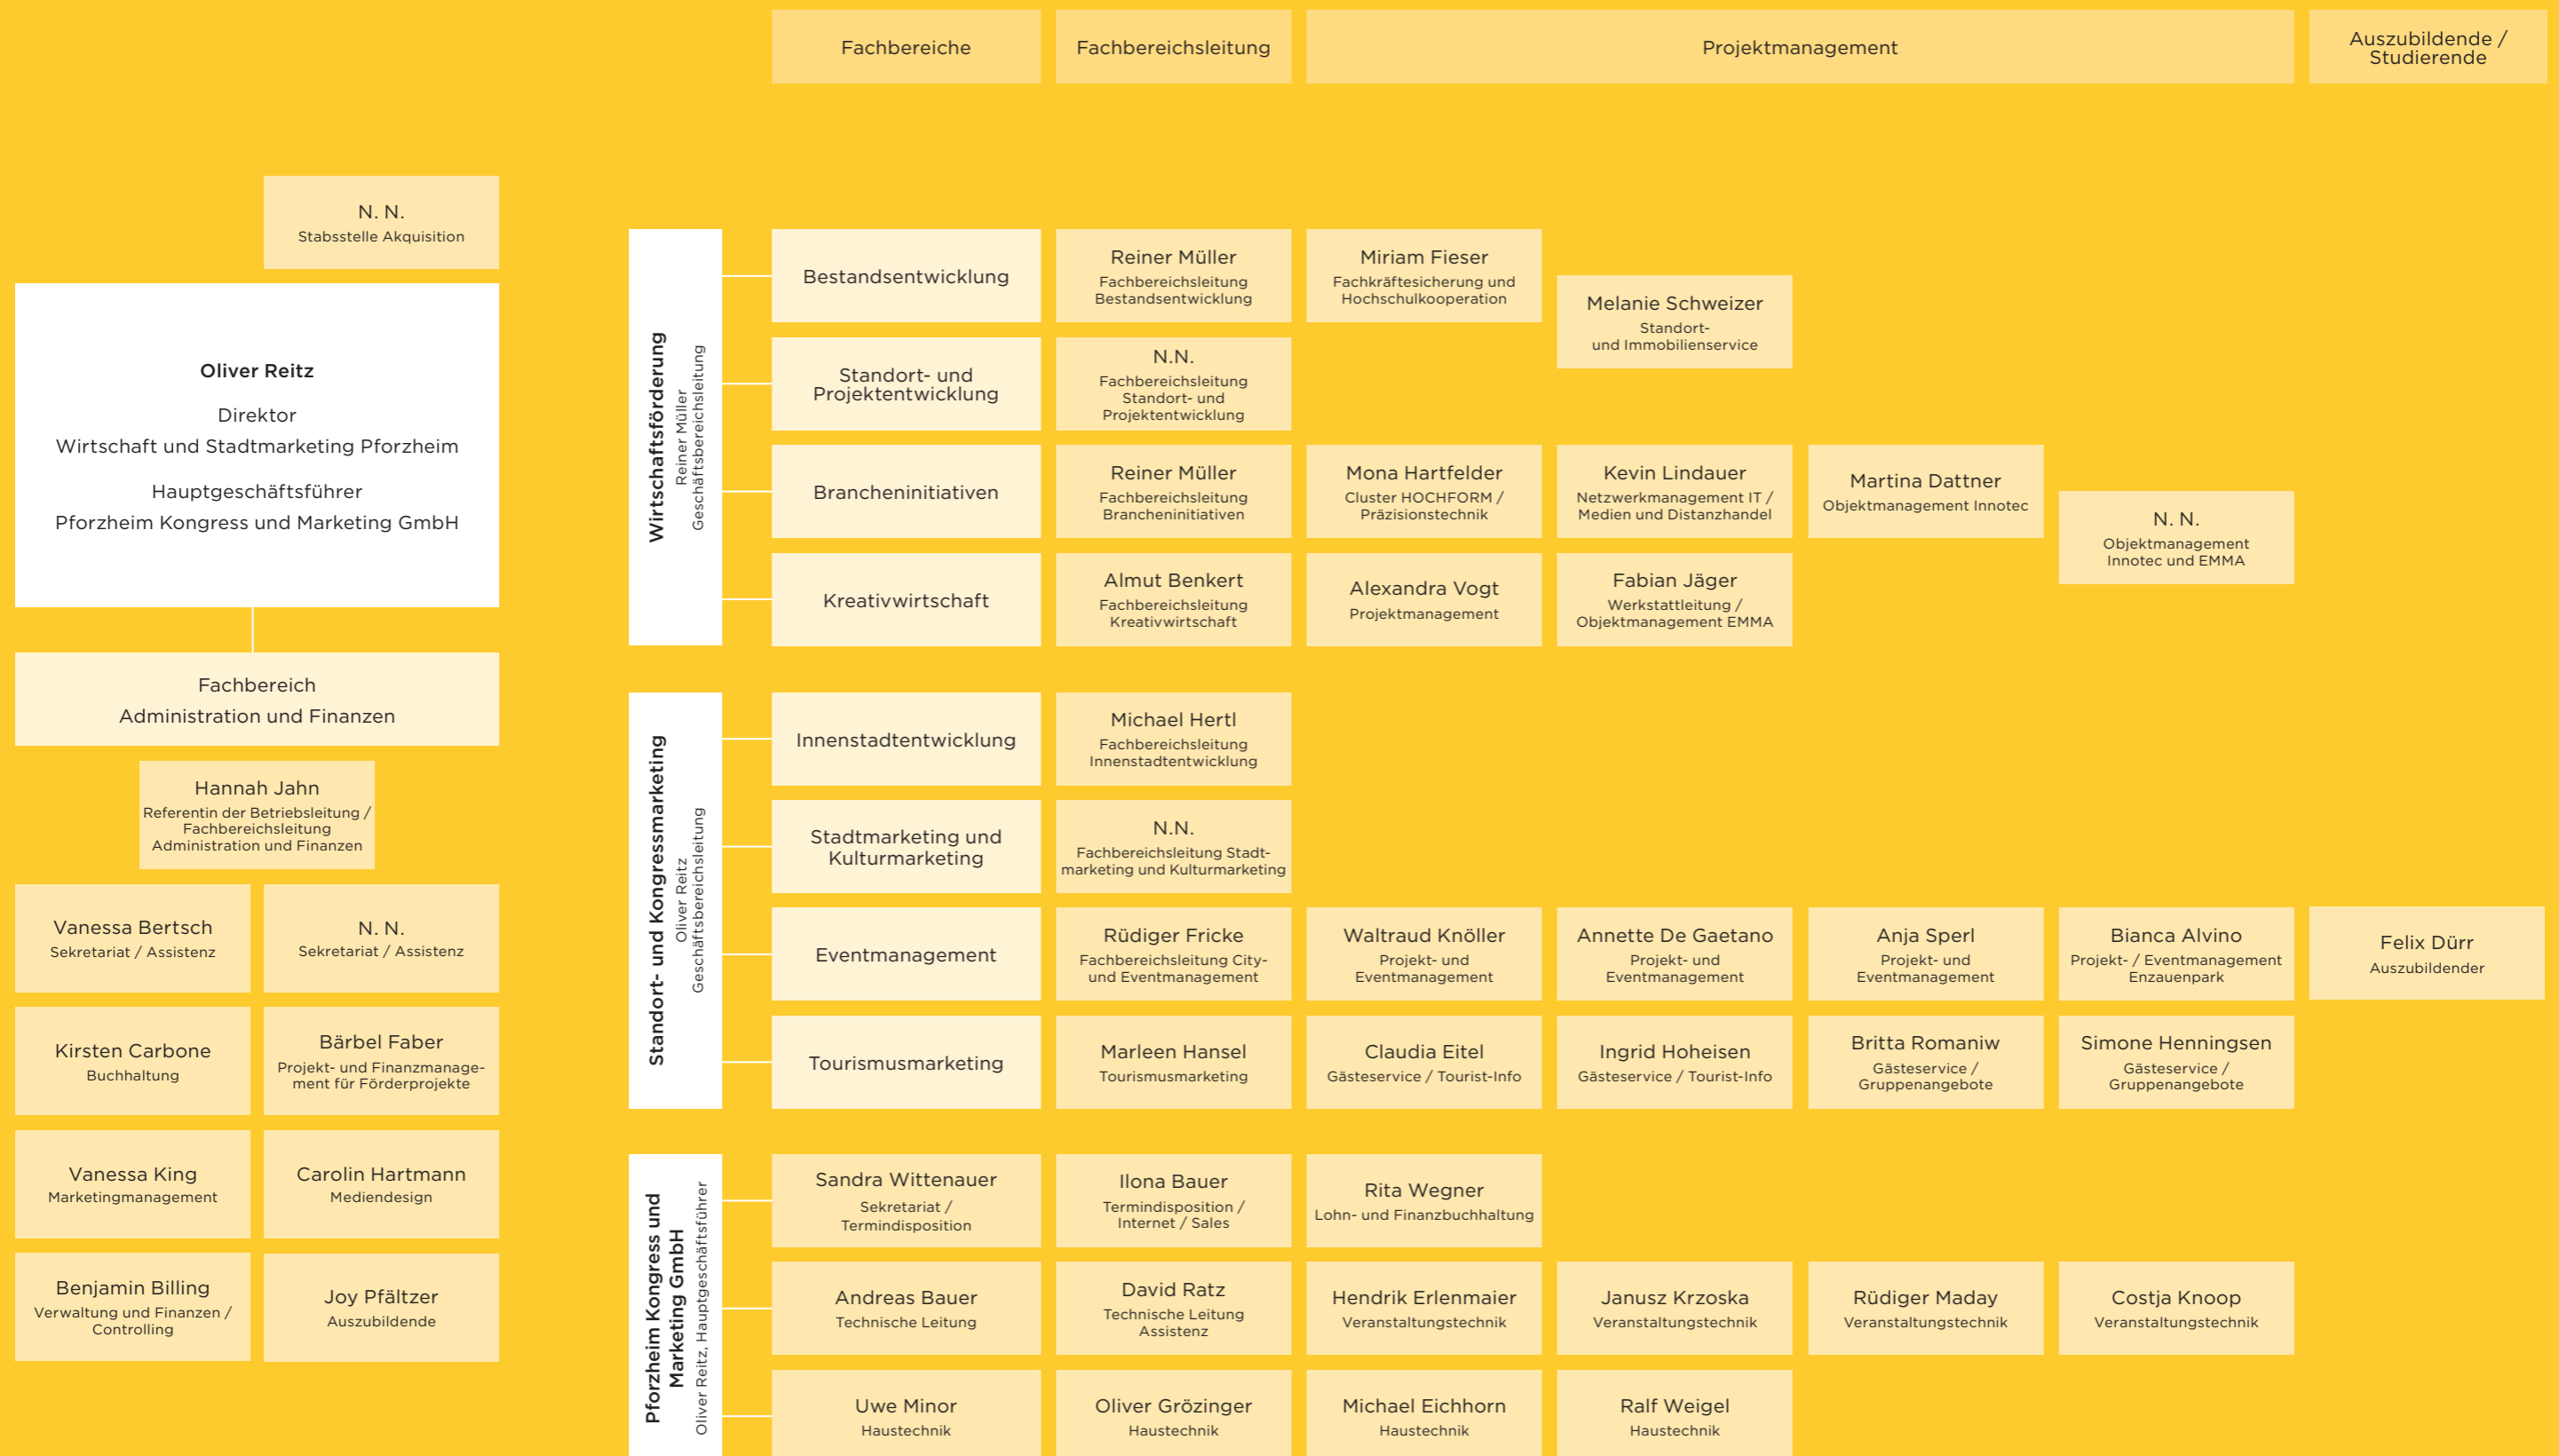 Fachbereiche
Fachbereichsleitung
Projektmanagement
Auszubildende /
Studierende
N. N.
Stabsstelle Akquisition
Oliver Reitz
Direktor
Wirtschaft und Stadtmarketing Pforzheim
Hauptgeschäftsführer
Pforzheim Kongress und Marketing GmbH
Fachbereich
Administration und Finanzen
Hannah Jahn
Referentin der Betriebsleitung /
Fachbereichsleitung
Administration und Finanzen
Vanessa Bertsch
Sekretariat / Assistenz
N. N.
Sekretariat / Assistenz
Kirsten Carbone
Buchhaltung
Bärbel Faber
Projekt- und Finanzmanage-
ment für Förderprojekte
Vanessa King
Marketingmanagement
Carolin Hartmann
Mediendesign
Benjamin Billing
Verwaltung und Finanzen /
Controlling
Joy Pfältzer
Auszubildende
Wirtschaftsförderung
Reiner Müller
Geschäftsbereichsleitung
Bestandsentwicklung
Reiner Müller
Fachbereichsleitung
Bestandsentwicklung
Miriam Fieser
Fachkräftesicherung und
Hochschulkooperation
Melanie Schweizer
Standort-
und Immobilienservice
Standort- und
Projektentwicklung
N.N.
Fachbereichsleitung
Standort- und
Projektentwicklung
Brancheninitiativen
Reiner Müller
Fachbereichsleitung
Brancheninitiativen
Mona Hartfelder
Cluster HOCHFORM /
Präzisionstechnik
Kevin Lindauer
Netzwerkmanagement IT /
Medien und Distanzhandel
Martina Dattner
Objektmanagement Innotec
N. N.
Objektmanagement
Innotec und EMMA
Kreativwirtschaft
Almut Benkert
Fachbereichsleitung
Kreativwirtschaft
Alexandra Vogt
Projektmanagement
Fabian Jäger
Werkstattleitung /
Objektmanagement EMMA
Standort- und Kongressmarketing
Oliver Reitz
Geschäftsbereichsleitung
Innenstadtentwicklung
Michael Hertl
Fachbereichsleitung
Innenstadtentwicklung
Stadtmarketing und
Kulturmarketing
N.N.
Fachbereichsleitung Stadt-
marketing und Kulturmarketing
Eventmanagement
Rüdiger Fricke
Fachbereichsleitung City-
und Eventmanagement
Waltraud Knöller
Projekt- und
Eventmanagement
Annette De Gaetano
Projekt- und
Eventmanagement
Anja Sperl
Projekt- und
Eventmanagement
Bianca Alvino
Projekt- / Eventmanagement
Enzauenpark
Felix Dürr
Auszubildender
Tourismusmarketing
Marleen Hansel
Tourismusmarketing
Claudia Eitel
Gästeservice / Tourist-Info
Ingrid Hoheisen
Gästeservice / Tourist-Info
Britta Romaniw
Gästeservice /
Gruppenangebote
Simone Henningsen
Gästeservice /
Gruppenangebote
Pforzheim Kongress und
Marketing GmbH
Oliver Reitz, Hauptgeschäftsführer
Sandra Wittenauer
Sekretariat /
Termindisposition
Ilona Bauer
Termindisposition /
Internet / Sales
Rita Wegner
Lohn- und Finanzbuchhaltung
Andreas Bauer
Technische Leitung
David Ratz
Technische Leitung
Assistenz
Hendrik Erlenmaier
Veranstaltungstechnik
Janusz Krzoska
Veranstaltungstechnik
Rüdiger Maday
Veranstaltungstechnik
Costja Knoop
Veranstaltungstechnik
Uwe Minor
Haustechnik
Oliver Grözinger
Haustechnik
Michael Eichhorn
Haustechnik
Ralf Weigel
Haustechnik